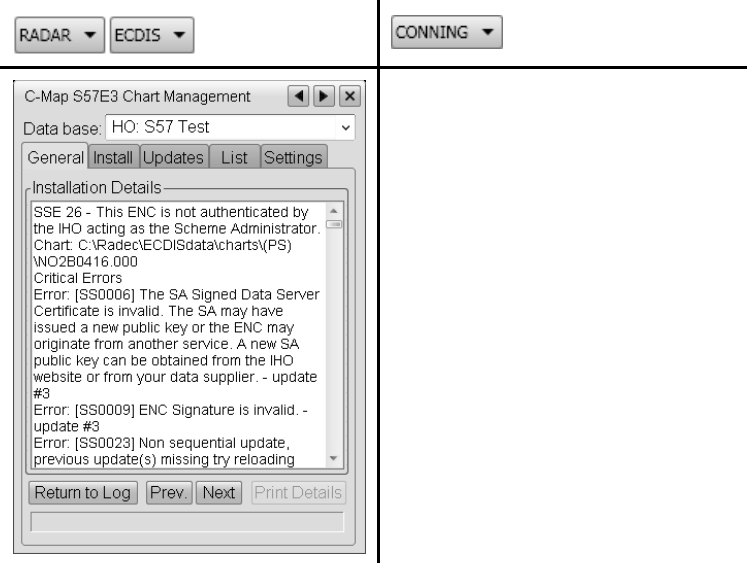 RADAR ECDIS CONNING
C-Map S57E3 Chart Management
Data base: HO: S57 Test
General Install Updates List Settings
Installation Details
SSE 26 - This ENC is not authenticated by
the IHO acting as the Scheme Administrator.
Chart: C:\Radec\ECDISdata\charts\(PS)
\NO2B0416.000
Critical Errors
Error: [SS0006] The SA Signed Data Server
Certificate is invalid. The SA may have
issued a new public key or the ENC may
originate from another service. A new SA
public key can be obtained from the IHO
website or from your data supplier. - update
#3
Error: [SS0009] ENC Signature is invalid. -
update #3
Error: [SS0023] Non sequential update,
previous update(s) missing try reloading
Return to Log Prev. Next Print Details